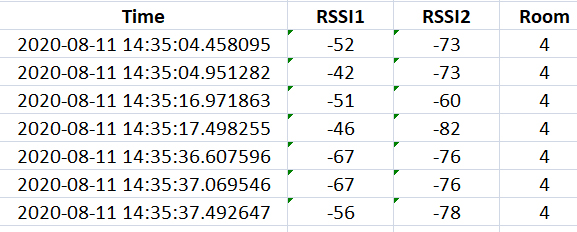 Time RSSI1 RSSI2 Room
2020-08-11 14:35:04.458095 -52 -73 4
2020-08-11 14:35:04.951282 -42 -73 4
2020-08-11 14:35:16.971863 -51 -60 4
2020-08-11 14:35:17.498255 -46 -82 4
2020-08-11 14:35:36.607596 -67 -76 4
2020-08-11 14:35:37.069546 -67 -76 4
2020-08-11 14:35:37.492647 -56 -78 4